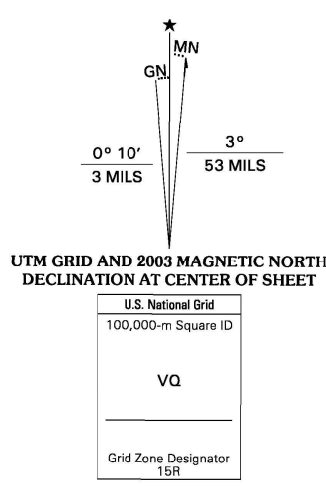 MN
GN
0° 10′
3 MILS
3°
53 MILS
UTM GRID AND 2003 MAGNETIC NORTH
DECLINATION AT CENTER OF SHEET
U.S. National Grid
100,000-m Square ID
VQ
Grid Zone Designator
15R